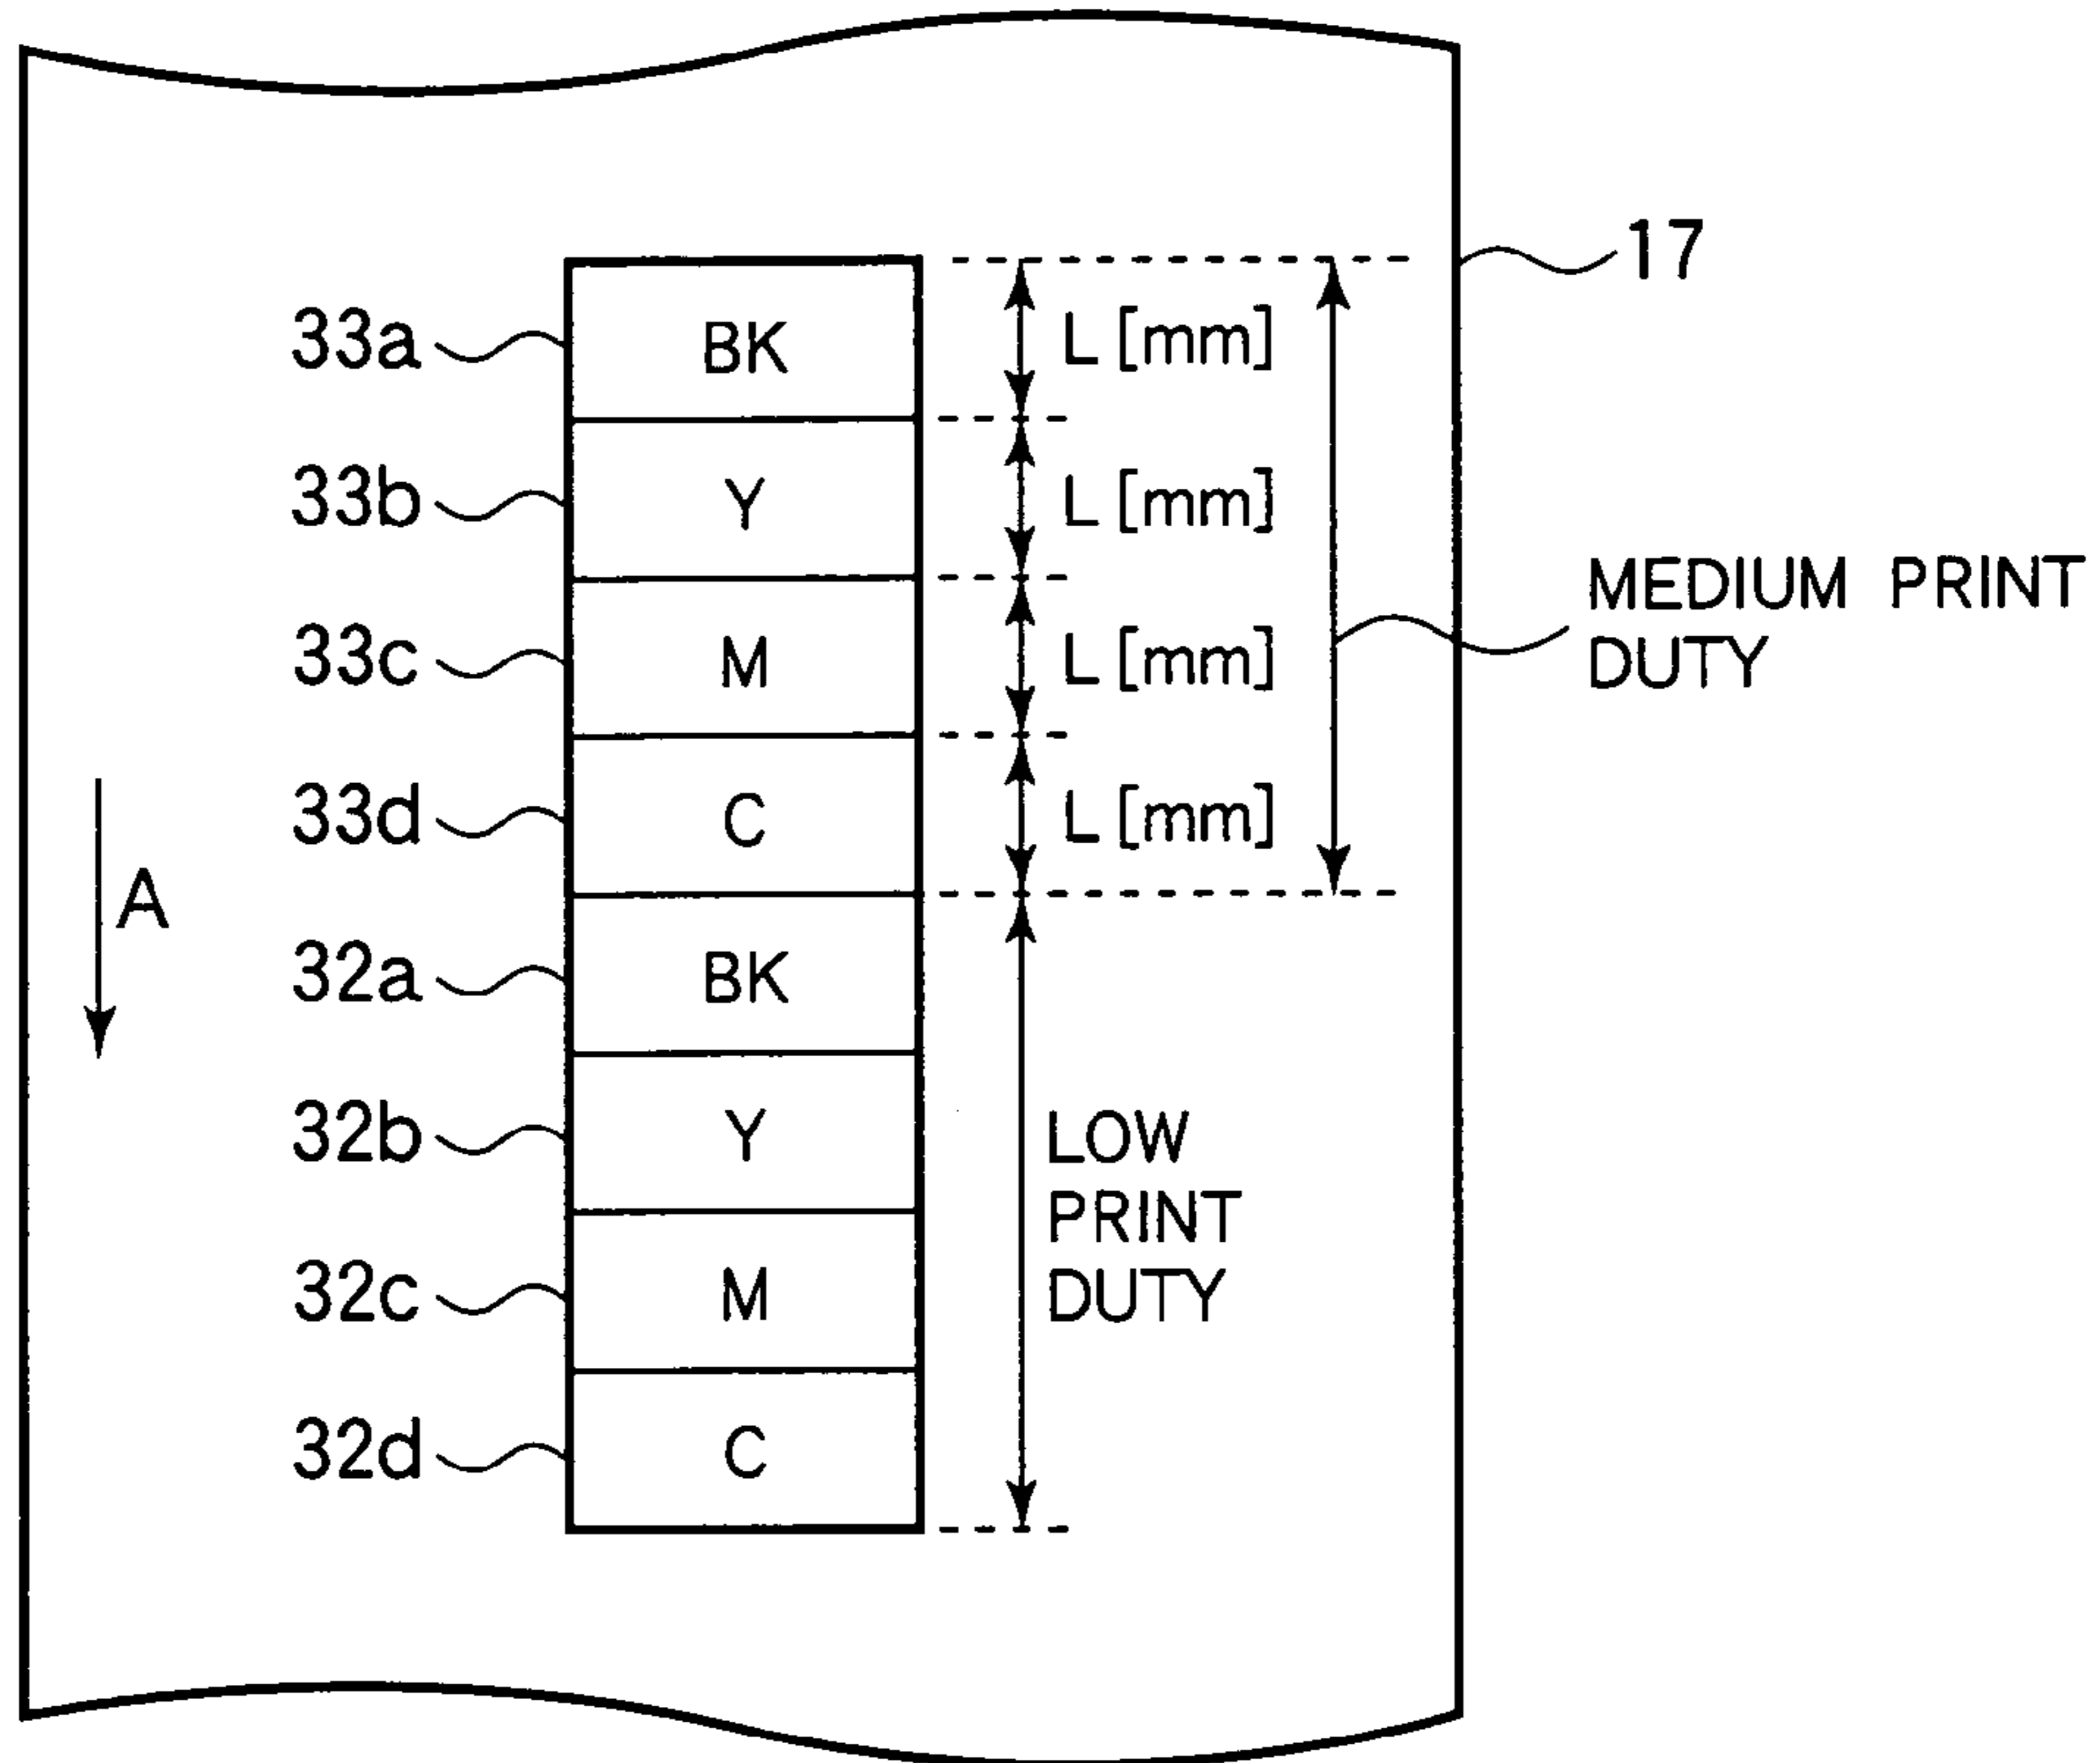 17
33a BK L [mm]
33b Y L [mm]
MEDIUM PRINT
DUTY
33c M L [mm]
33d C L [mm]
A
32a BK
32b Y LOW
PRINT
DUTY
32c M
32d C